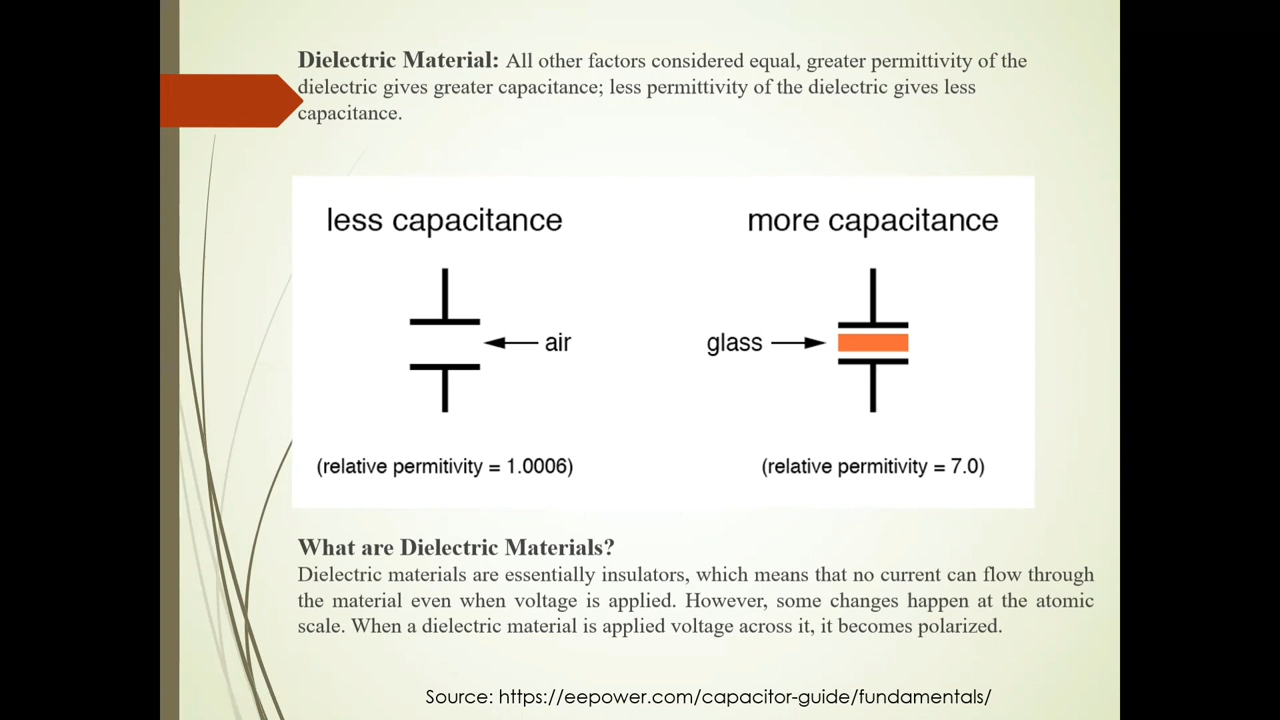 Dielectric Material: All other factors considered equal, greater permittivity of the
dielectric gives greater capacitance; less permittivity of the dielectric gives less
capacitance.
less capacitance
more capacitance
air
glass
(relative permitivity = 1.0006)
(relative permitivity = 7.0)
What are Dielectric Materials?
Dielectric materials are essentially insulators, which means that no current can flow through
the material even when voltage is applied. However, some changes happen at the atomic
scale. When a dielectric material is applied voltage across it, it becomes polarized.
Source: https://eepower.com/capacitor-guide/fundamentals/